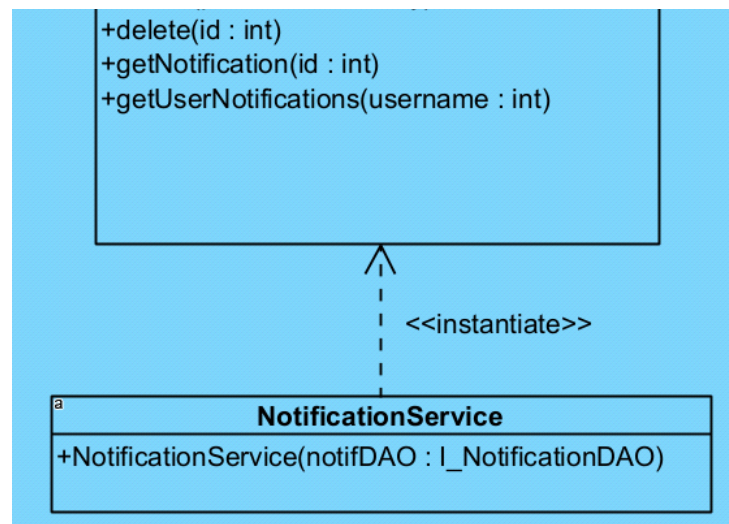 +delete(id : int)
+getNotification(id : int)
+getUserNotifications(username : int)
<<instantiate>>
a
NotificationService
+NotificationService(notifDAO : I_NotificationDAO)